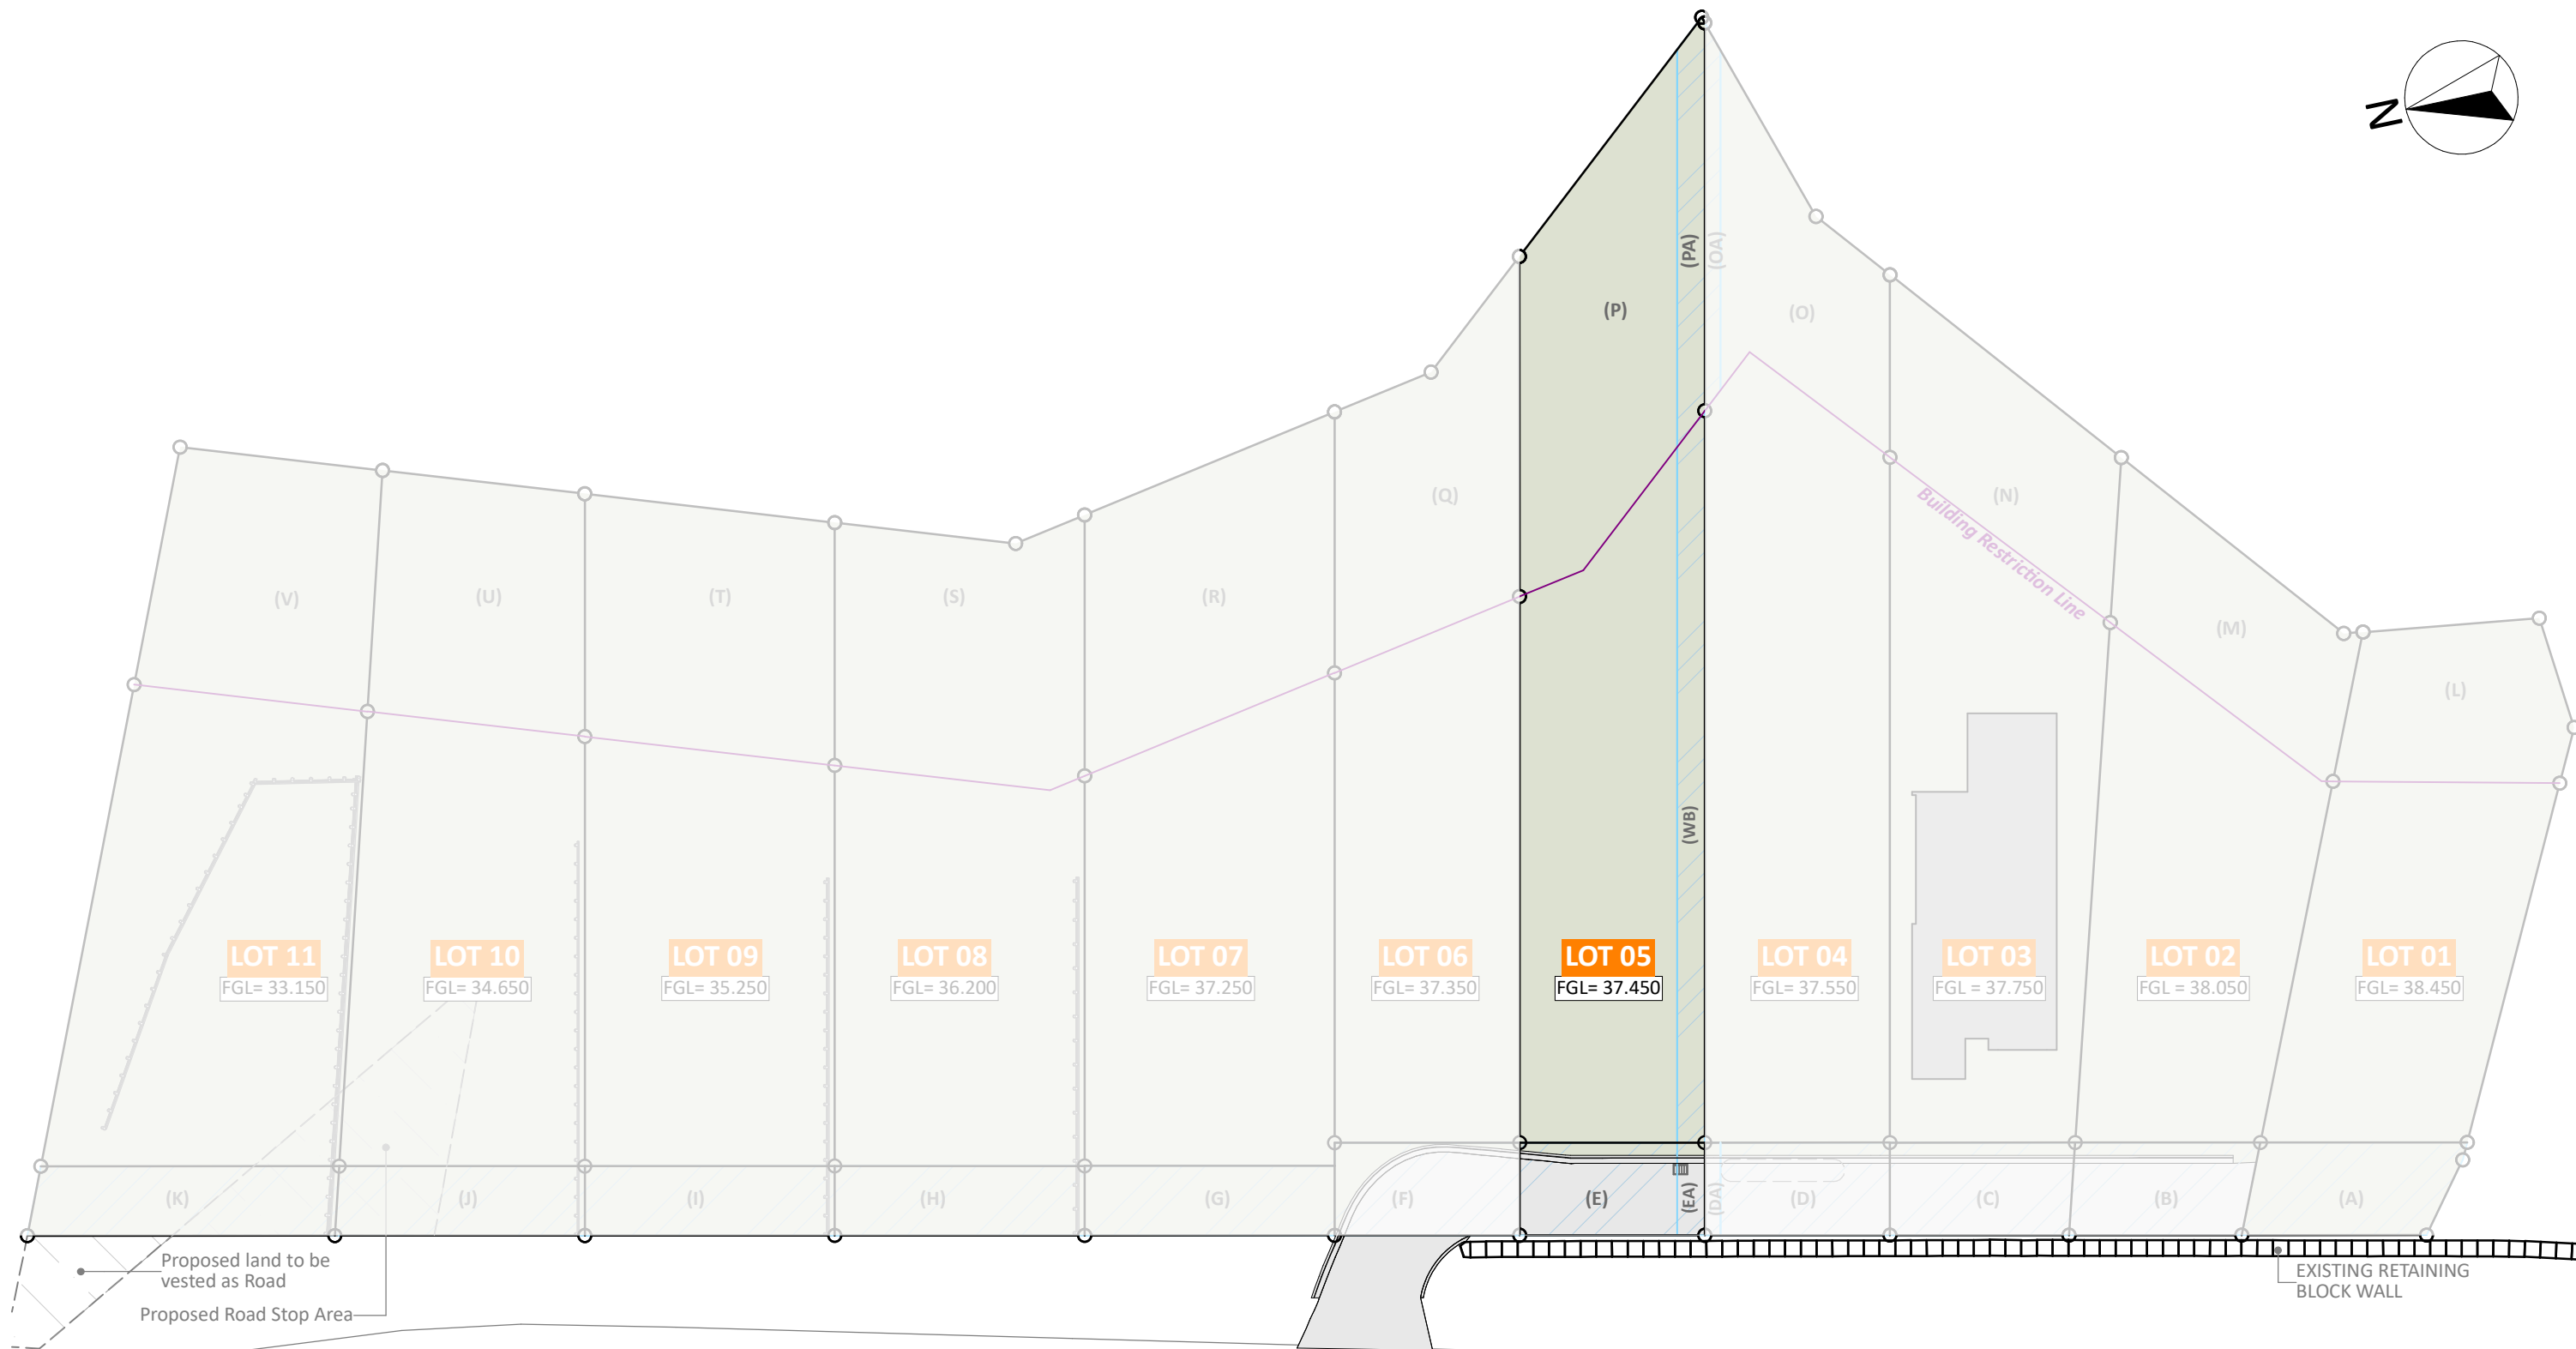 N
(PA)
(OA)
(P)
(O)
(Q)
(N)
Building Restriction Line
(V)
(U)
(T)
(S)
(R)
(M)
(L)
(WB)
LOT 11
FGL= 33.150
LOT 10
FGL= 34.650
LOT 09
FGL= 35.250
LOT 08
FGL= 36.200
LOT 07
FGL= 37.250
LOT 06
FGL= 37.350
LOT 05
FGL= 37.450
LOT 04
FGL= 37.550
LOT 03
FGL = 37.750
LOT 02
FGL = 38.050
LOT 01
FGL= 38.450
(K)
(J)
(I)
(H)
(G)
(F)
(E)
(EA)
(DA)
(D)
(C)
(B)
(A)
Proposed land to be
vested as Road
Proposed Road Stop Area
EXISTING RETAINING
BLOCK WALL